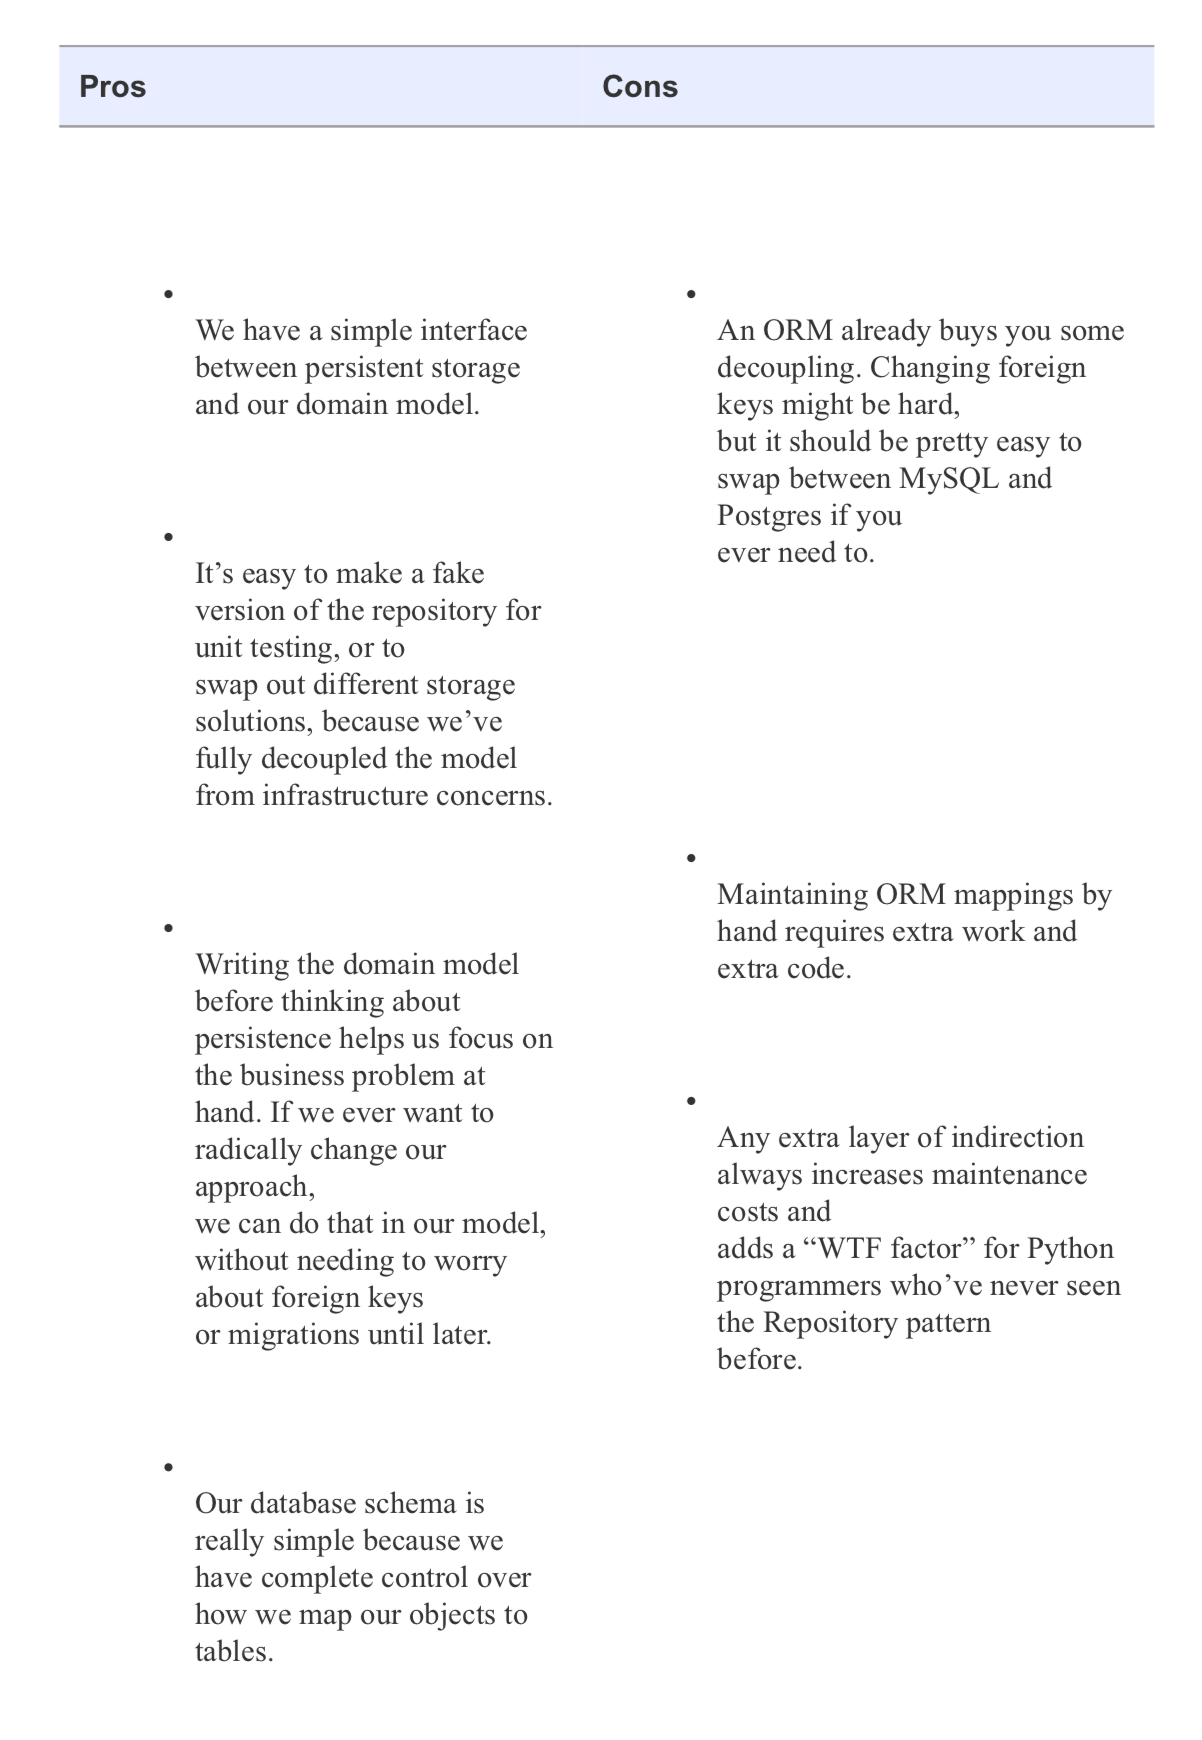 Pros
Cons
•
We have a simple interface
between persistent storage
and our domain model.
•
It’s easy to make a fake
version of the repository for
unit testing, or to
swap out different storage
solutions, because we’ve
fully decoupled the model
from infrastructure concerns.
•
Writing the domain model
before thinking about
persistence helps us focus on
the business problem at
hand. If we ever want to
radically change our
approach,
we can do that in our model,
without needing to worry
about foreign keys
or migrations until later.
•
Our database schema is
really simple because we
have complete control over
how we map our objects to
tables.
•
An ORM already buys you some
decoupling. Changing foreign
keys might be hard,
but it should be pretty easy to
swap between MySQL and
Postgres if you
ever need to.
•
Maintaining ORM mappings by
hand requires extra work and
extra code.
•
Any extra layer of indirection
always increases maintenance
costs and
adds a “WTF factor” for Python
programmers who’ve never seen
the Repository pattern
before.